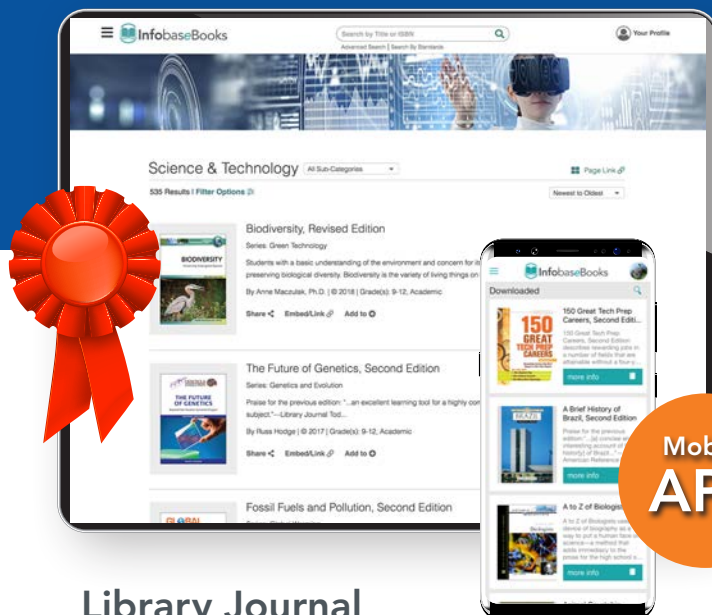 InfobaseBooks
Search by Title or ISBN
Your Profile
Advanced Search | Search By Standards
Science & Technology
All Sub-Categories
Page Link
535 Results | Filter Options
Newest to Oldest
Biodiversity, Revised Edition
Series: Green Technology
Students with a basic understanding of the environment and concern for
preserving biological diversity. Biodiversity is the variety of living things on
By Anne Maczulak, Ph.D. | © 2018 | Grade(s): 9-12, Academic
Share Embed/Link Add to
BIODIVERSITY
The Future of Genetics, Second Edition
Series: Genetics and Evolution
Praise for the previous edition: "...an excellent learning tool for a highly
subject."—Library Journal
By Russ Hodge | © 2017 | Grade(s): 9-12, Academic
Share Embed/Link Add to
THE FUTURE
OF GENETICS
Fossil Fuels and Pollution, Second Edition
GLOBAL
InfobaseBooks
Downloaded
150 Great Tech Prep
Careers, Second Editi...
150 Great Tech Prep
Careers, Second Edition
describes rewarding jobs in
a number of fields that are
attainable without a four-y...
more info
150
GREAT
TECH PREP
CAREERS
A Brief History of
Brazil, Second Edition
Praise for the previous
edition: "...[a] concise
interesting account of
histor[y] of Brazil..."
American Reference
more info
BRAZIL
A to Z of Biologist
A to Z of Biologists uses
device of biography as a
way to put a human face
science—a method that
adds immediacy to the
prose for the high school s...
more info
Biologists
Library Journal